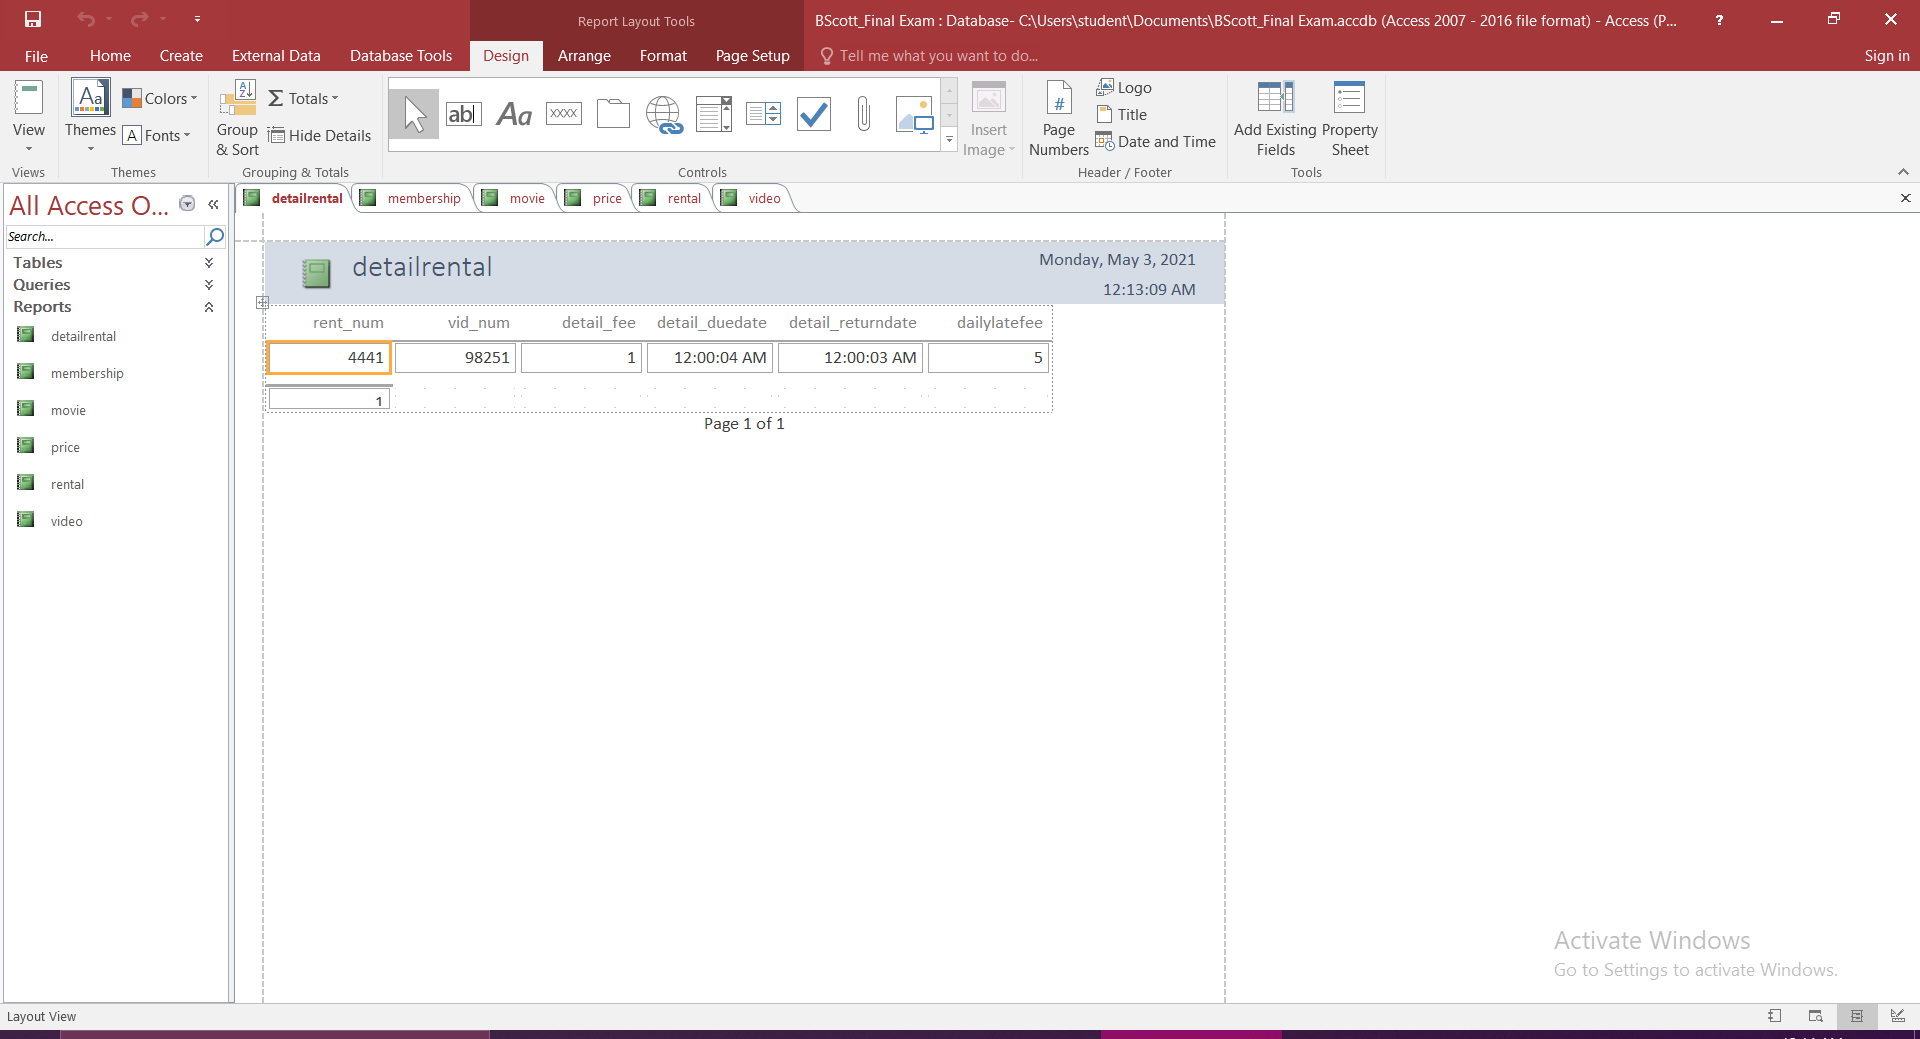 Report Layout Tools
BScott_Final Exam : Database- C:\Users\student\Documents\BScott_Final Exam.accdb (Access 2007 - 2016 file format) - Access (P...
?
File Home Create External Data Database Tools Design Arrange Format Page Setup Tell me what you want to do... Sign in
View
Views
Aa
Themes
Colors
A Fonts
Themes
Group & Sort
Σ Totals
Hide Details
Grouping & Totals
ab| Aa XXXX
Controls
Insert Image
# Page Numbers
Logo
Title
Date and Time
Header / Footer
Add Existing Fields
Property Sheet
Tools
All Access O...
Search...
Tables
Queries
Reports
detailrental
membership
movie
price
rental
video
detailrental membership movie price rental video
detailrental
Monday, May 3, 2021
12:13:09 AM
rent_num vid_num detail_fee detail_duedate detail_returndate dailylatefee
4441 98251 1 12:00:04 AM 12:00:03 AM 5
1
Page 1 of 1
Activate Windows
Go to Settings to activate Windows.
Layout View